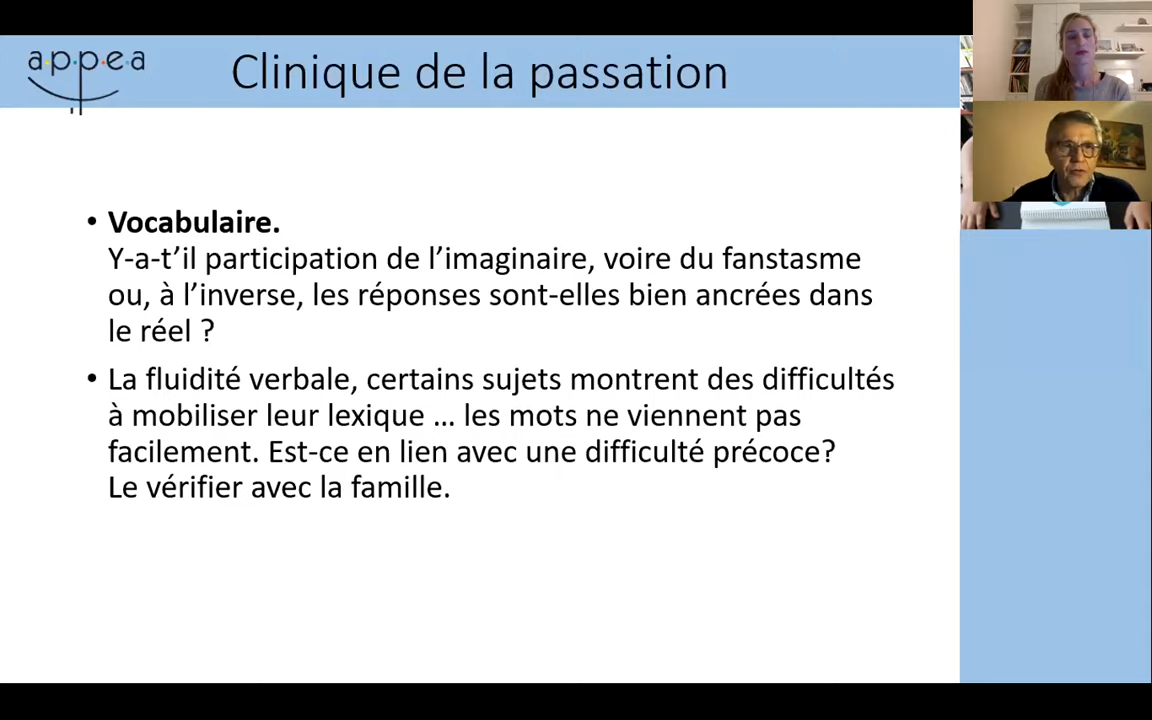 a·p·p·e·a
Clinique de la passation
• Vocabulaire.
Y-a-t’il participation de l’imaginaire, voire du fanstasme
ou, à l’inverse, les réponses sont-elles bien ancrées dans
le réel ?
• La fluidité verbale, certains sujets montrent des difficultés
à mobiliser leur lexique … les mots ne viennent pas
facilement. Est-ce en lien avec une difficulté précoce?
Le vérifier avec la famille.